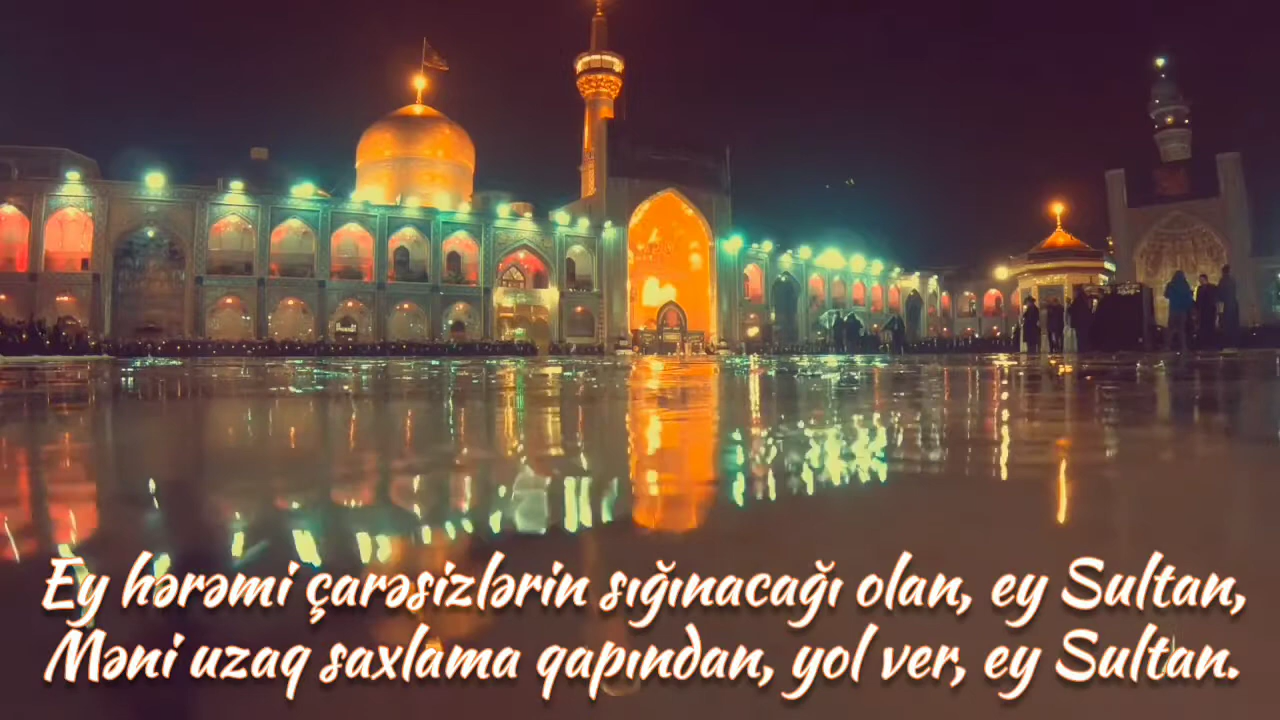 Ey hərəmi çarəsizlərin sığınacağı olan, ey Sultan,
Məni uzaq saxlama qapından, yol ver, ey Sultan.